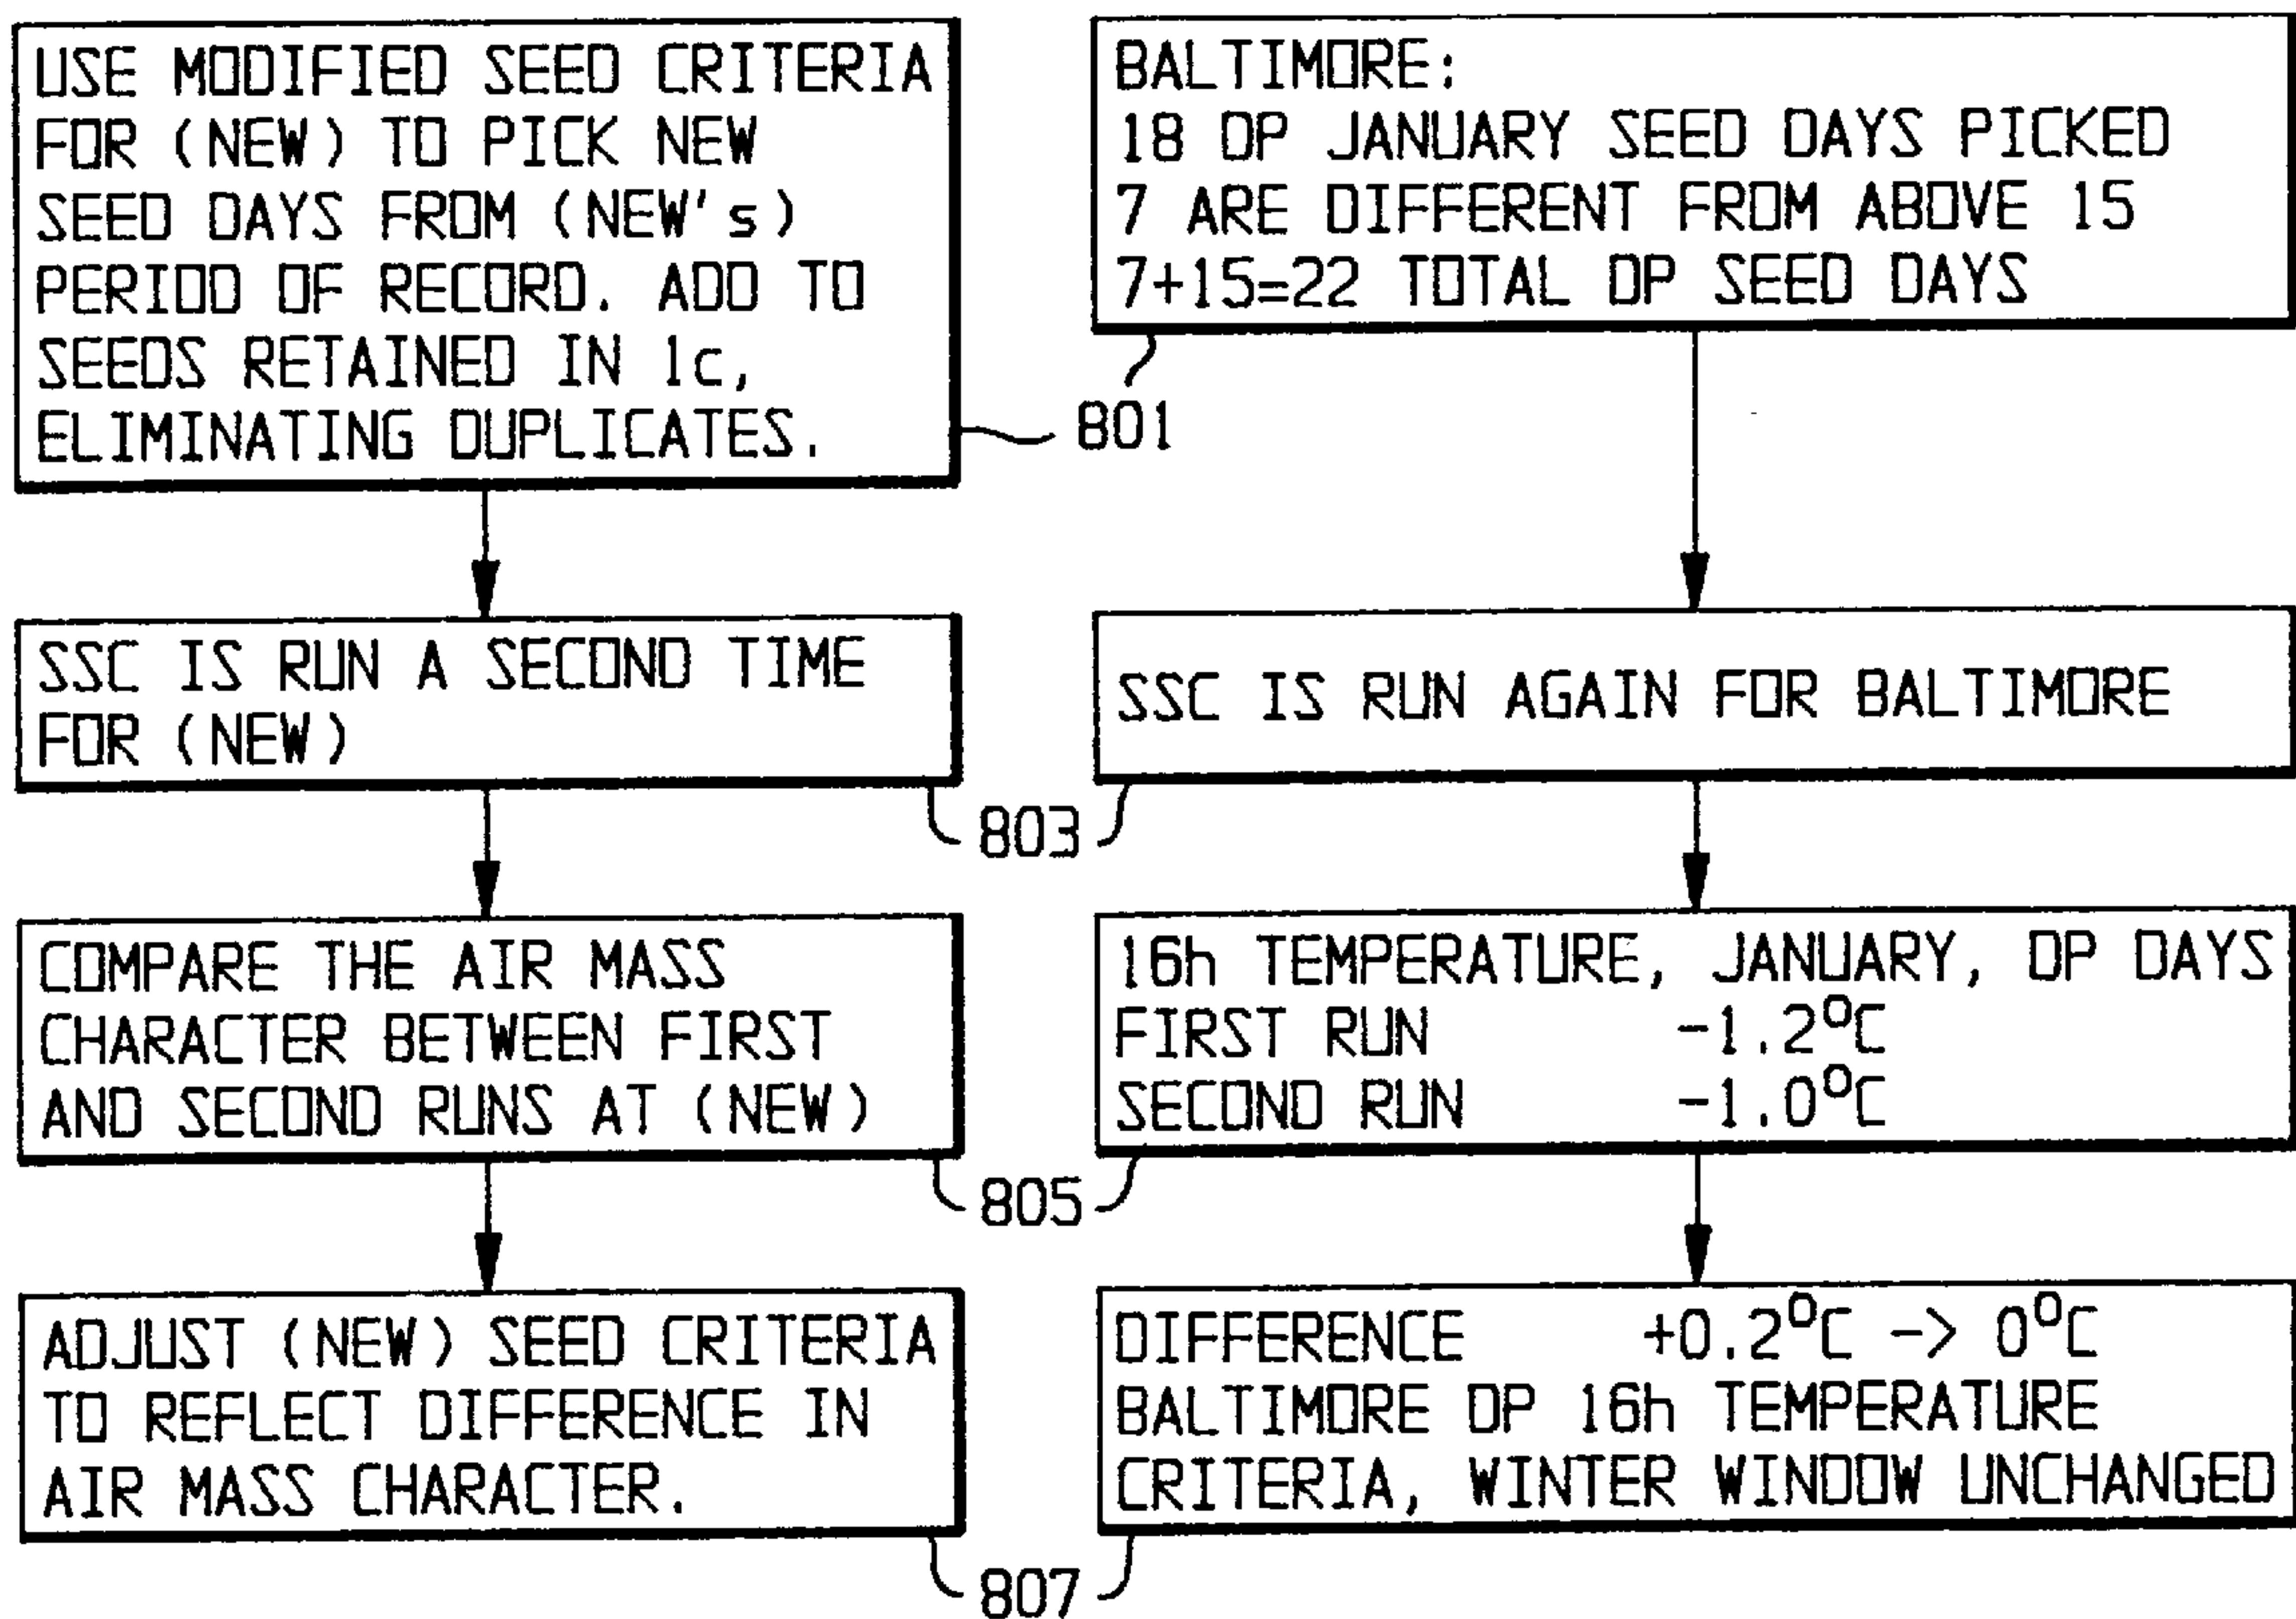 USE MODIFIED SEED CRITERIA
FOR (NEW) TO PICK NEW
SEED DAYS FROM (NEW's)
PERIOD OF RECORD. ADD TO
SEEDS RETAINED IN 1c,
ELIMINATING DUPLICATES.
BALTIMORE:
18 DP JANUARY SEED DAYS PICKED
7 ARE DIFFERENT FROM ABOVE 15
7+15=22 TOTAL DP SEED DAYS
801
SSC IS RUN A SECOND TIME
FOR (NEW)
SSC IS RUN AGAIN FOR BALTIMORE
803
COMPARE THE AIR MASS
CHARACTER BETWEEN FIRST
AND SECOND RUNS AT (NEW)
16h TEMPERATURE, JANUARY, DP DAYS
FIRST RUN -1.2°C
SECOND RUN -1.0°C
805
ADJUST (NEW) SEED CRITERIA
TO REFLECT DIFFERENCE IN
AIR MASS CHARACTER.
DIFFERENCE +0.2°C -> 0°C
BALTIMORE DP 16h TEMPERATURE
CRITERIA, WINTER WINDOW UNCHANGED
807